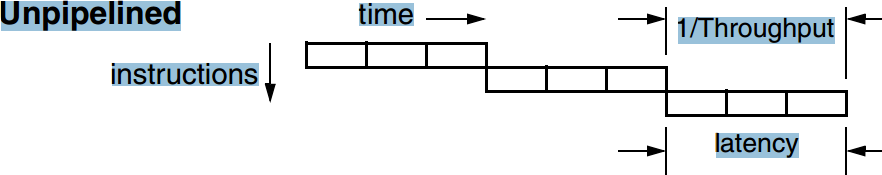 Unpipelined
time
1/Throughput
instructions
latency